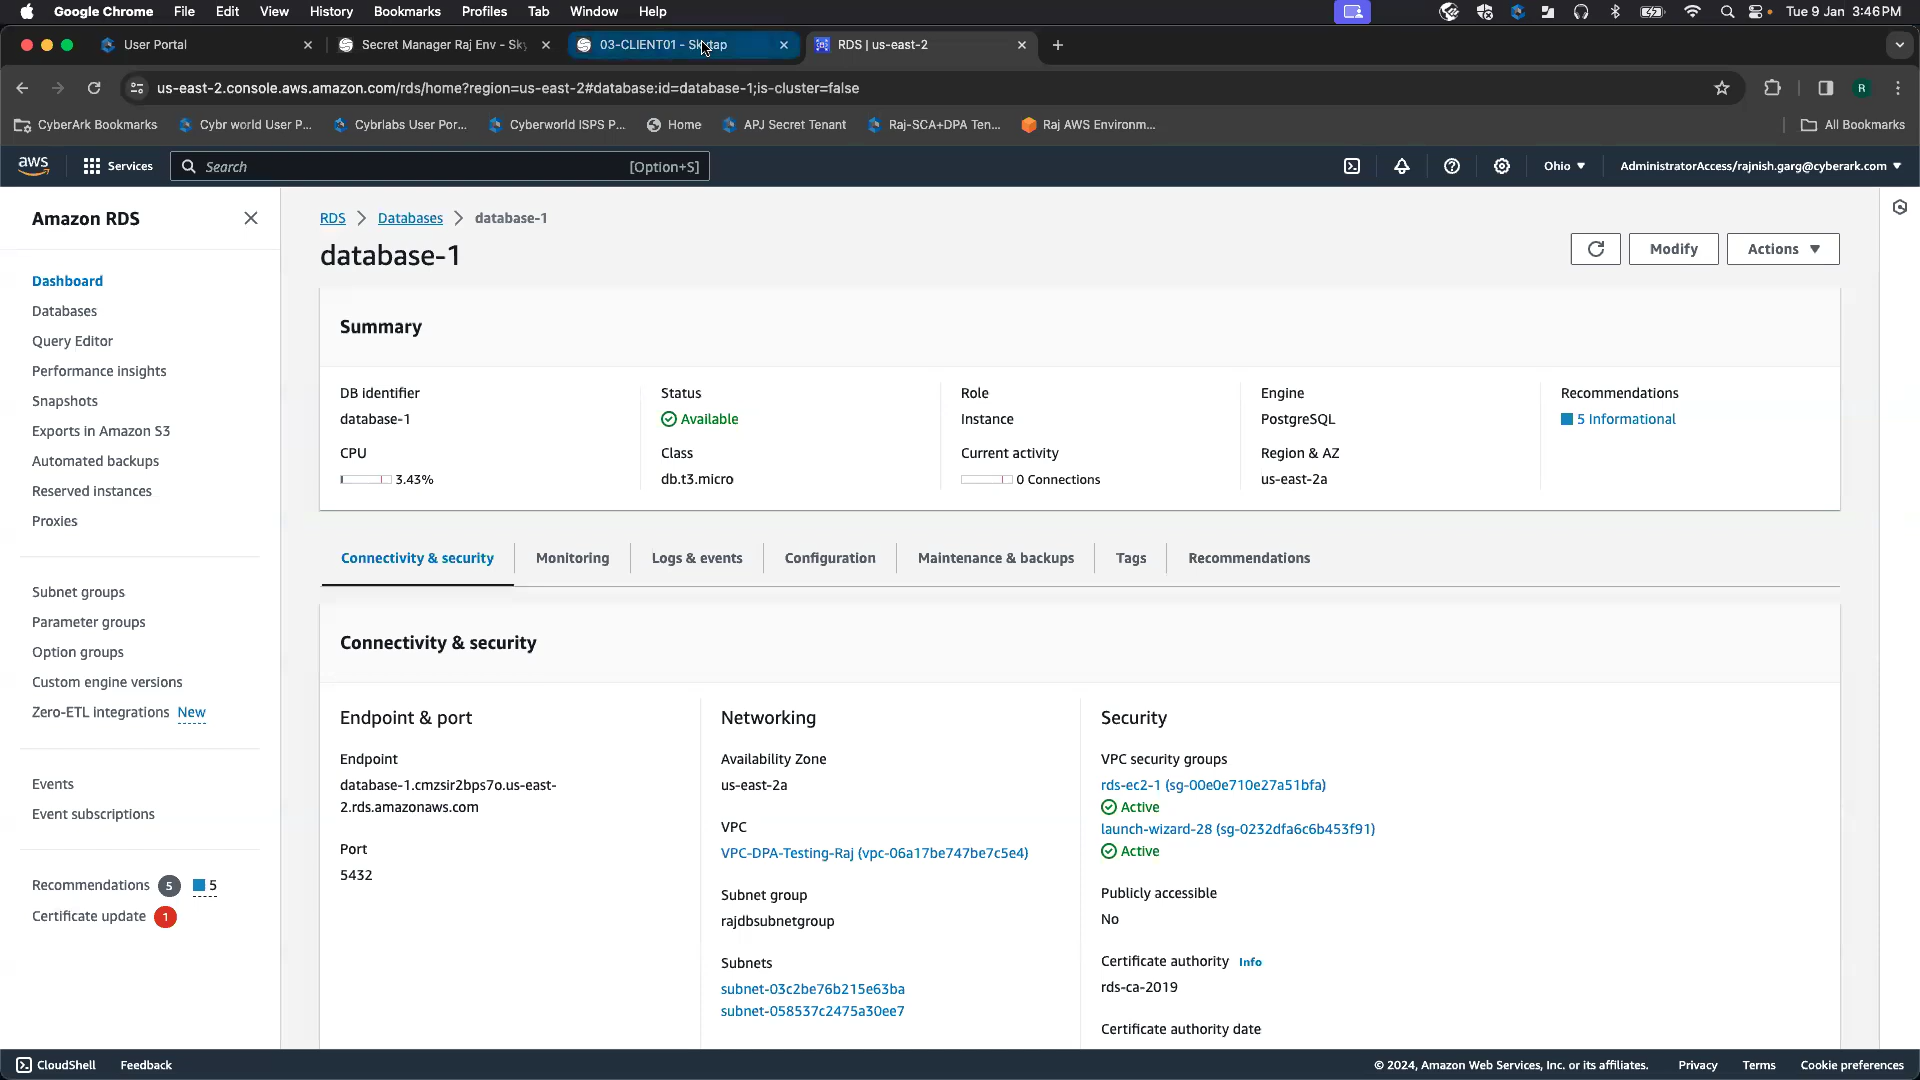 Google Chrome File Edit View History Bookmarks Profiles Tab Window Help Tue 9 Jan 3:46 PM
User Portal Secret Manager Raj Env - Sky 03-CLIENT01 - Skytap RDS | us-east-2
us-east-2.console.aws.amazon.com/rds/home?region=us-east-2#database:id=database-1;is-cluster=false R
CyberArk Bookmarks Cybr world User P... Cybrlabs User Por... Cyberworld ISPS P... Home APJ Secret Tenant Raj-SCA+DPA Ten... Raj AWS Environm... All Bookmarks
aws Services Search [Option+S] Ohio AdministratorAccess/rajnish.garg@cyberark.com
Amazon RDS
Dashboard
Databases
Query Editor
Performance insights
Snapshots
Exports in Amazon S3
Automated backups
Reserved instances
Proxies
Subnet groups
Parameter groups
Option groups
Custom engine versions
Zero-ETL integrations New
Events
Event subscriptions
Recommendations 5 5
Certificate update 1
RDS Databases database-1
database-1
Modify Actions
Summary
DB identifier
database-1
CPU
3.43%
Status
Available
Class
db.t3.micro
Role
Instance
Current activity
0 Connections
Engine
PostgreSQL
Region & AZ
us-east-2a
Recommendations
5 Informational
Connectivity & security Monitoring Logs & events Configuration Maintenance & backups Tags Recommendations
Connectivity & security
Endpoint & port
Endpoint
database-1.cmzsir2bps7o.us-east-
2.rds.amazonaws.com
Port
5432
Networking
Availability Zone
us-east-2a
VPC
VPC-DPA-Testing-Raj (vpc-06a17be747be7c5e4)
Subnet group
rajdbsubnetgroup
Subnets
subnet-03c2be76b215e63ba
subnet-058537c2475a30ee7
Security
VPC security groups
rds-ec2-1 (sg-00e0e710e27a51bfa)
Active
launch-wizard-28 (sg-0232dfa6c6b453f91)
Active
Publicly accessible
No
Certificate authority Info
rds-ca-2019
Certificate authority date
CloudShell Feedback © 2024, Amazon Web Services, Inc. or its affiliates. Privacy Terms Cookie preferences